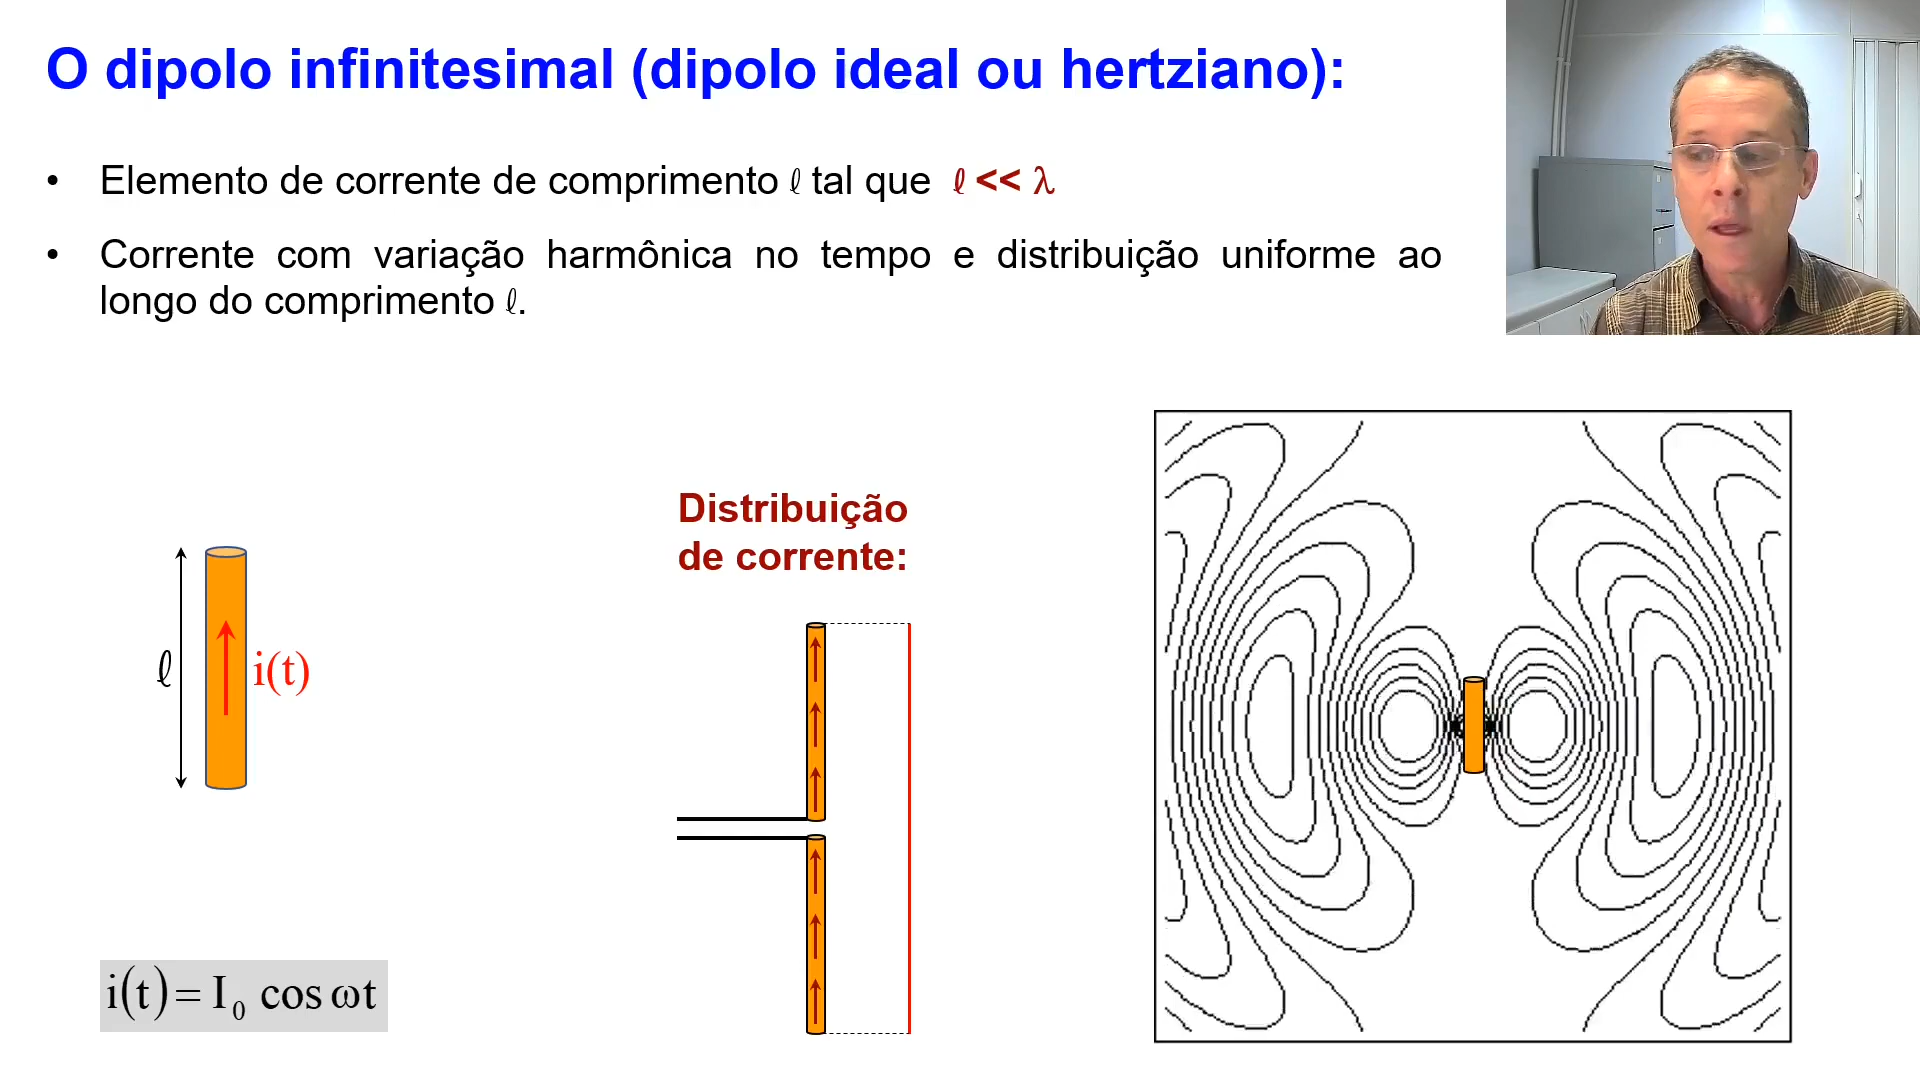 O dipolo infinitesimal (dipolo ideal ou hertziano):
• Elemento de corrente de comprimento ℓ tal que ℓ << λ
• Corrente com variação harmônica no tempo e distribuição uniforme ao
longo do comprimento ℓ.
Distribuição
de corrente:
ℓ
i(t)
i(t) = I₀ cos ωt